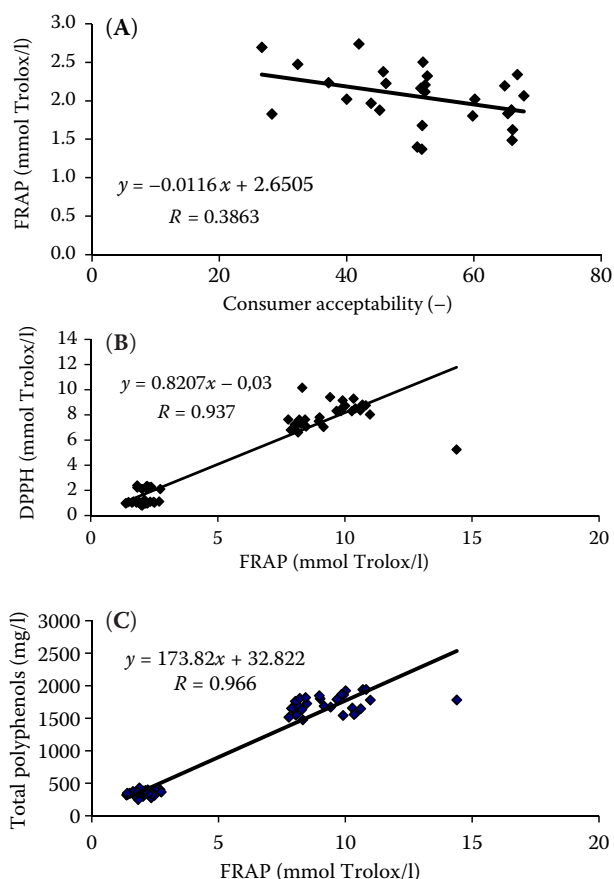 (A)
FRAP (mmol Trolox/l)
3.0
2.5
2.0
1.5
1.0
0.5
0.0
y = −0.0116x + 2.6505
R = 0.3863
0 20 40 60 80
Consumer acceptability (–)
(B)
DPPH (mmol Trolox/l)
14
12
10
8
6
4
2
0
y = 0.8207x − 0,03
R = 0.937
0 5 10 15 20
FRAP (mmol Trolox/l)
(C)
Total polyphenols (mg/l)
3000
2500
2000
1500
1000
500
0
y = 173.82x + 32.822
R = 0.966
0 5 10 15 20
FRAP (mmol Trolox/l)